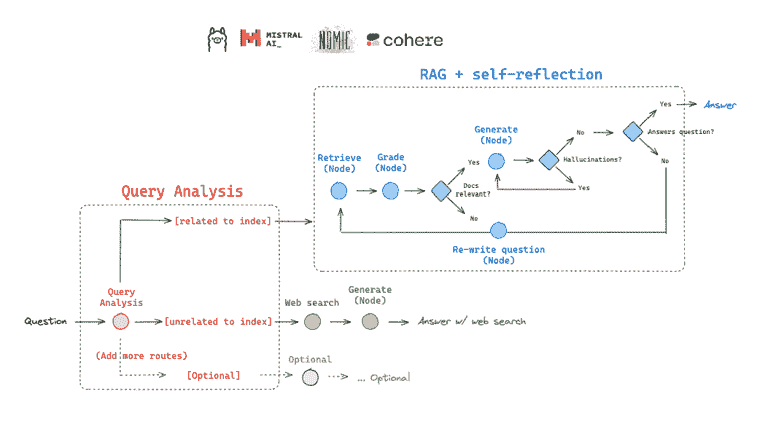 MISTRAL
AI_
NOMIC
cohere
RAG + self-reflection
Yes
Answer
Generate
(Node)
No
Answers question?
Retrieve
(Node)
Grade
(Node)
Yes
Hallucinations?
No
Docs
relevant?
Yes
No
Query Analysis
[related to index]
Re-write question
(Node)
Query
Analysis
Web search
Generate
(Node)
Question
[unrelated to index]
Answer w/ web search
(Add more routes)
Optional
[Optional]
... Optional